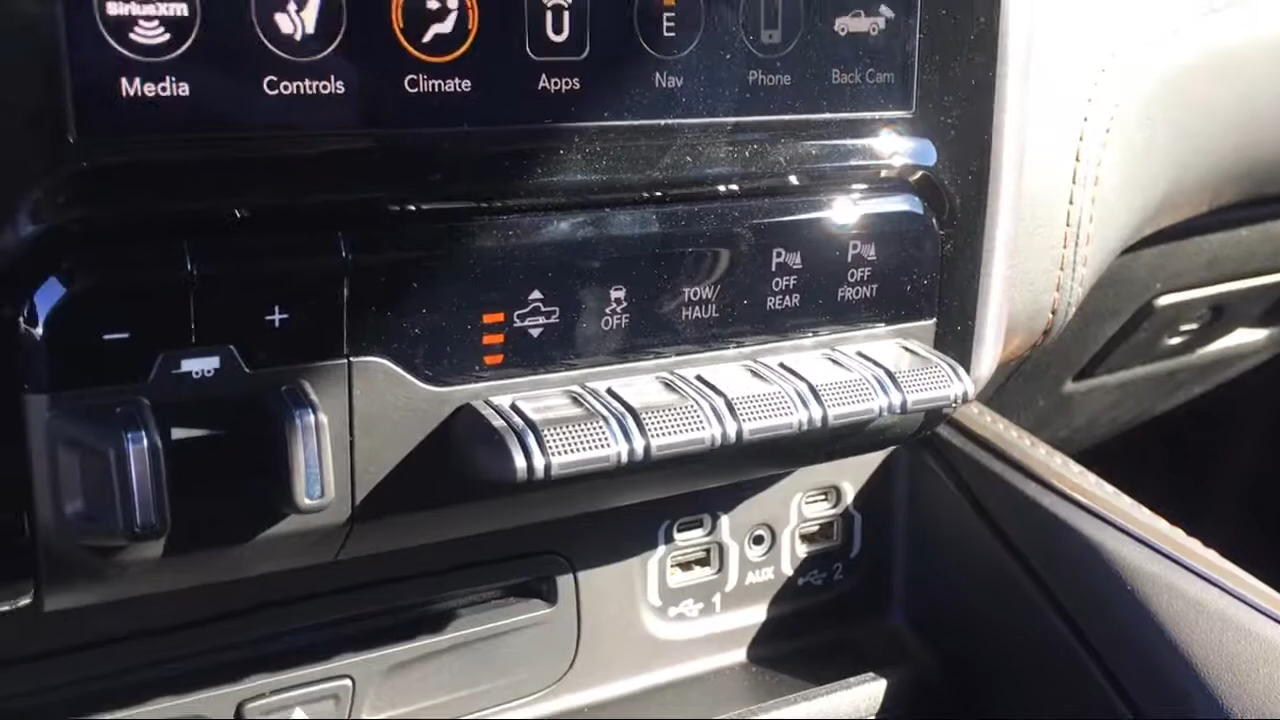 SiriusXM
Media
Controls
Climate
Apps
E
Nav
Phone
Back Cam
- +
OFF
TOW/
HAUL
P
OFF
REAR
P
OFF
FRONT
1
AUX
2